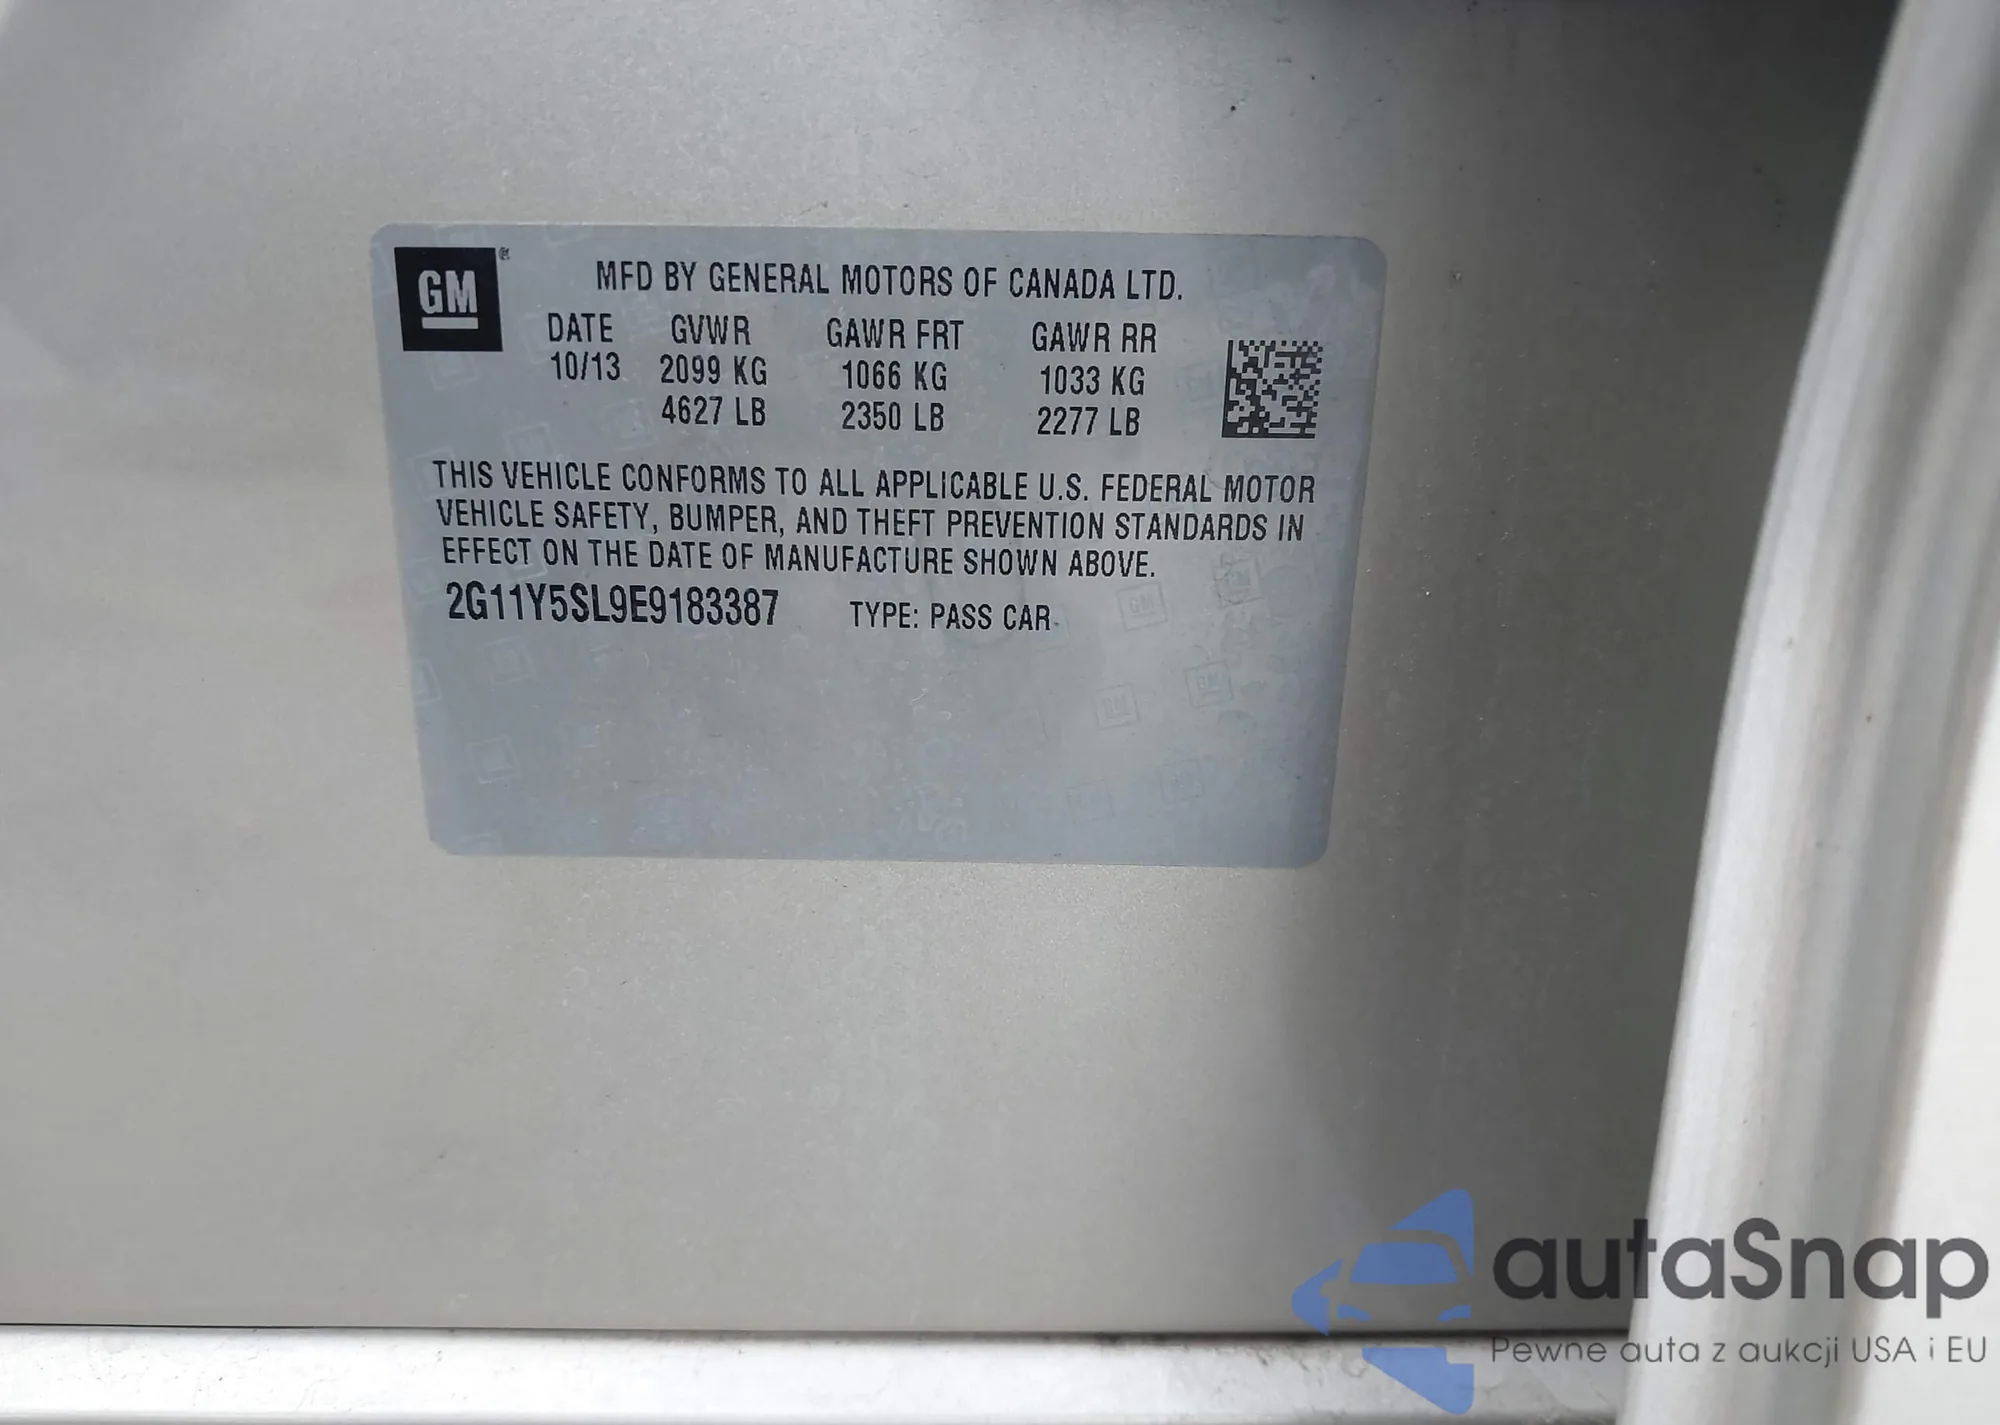 GM®
MFD BY GENERAL MOTORS OF CANADA LTD.
DATE GVWR GAWR FRT GAWR RR
10/13 2099 KG 1066 KG 1033 KG
4627 LB 2350 LB 2277 LB
THIS VEHICLE CONFORMS TO ALL APPLICABLE U.S. FEDERAL MOTOR
VEHICLE SAFETY, BUMPER, AND THEFT PREVENTION STANDARDS IN
EFFECT ON THE DATE OF MANUFACTURE SHOWN ABOVE.
2G11Y5SL9E9183387 TYPE: PASS CAR
autaSnap
Pewne auta z aukcji USA i EU